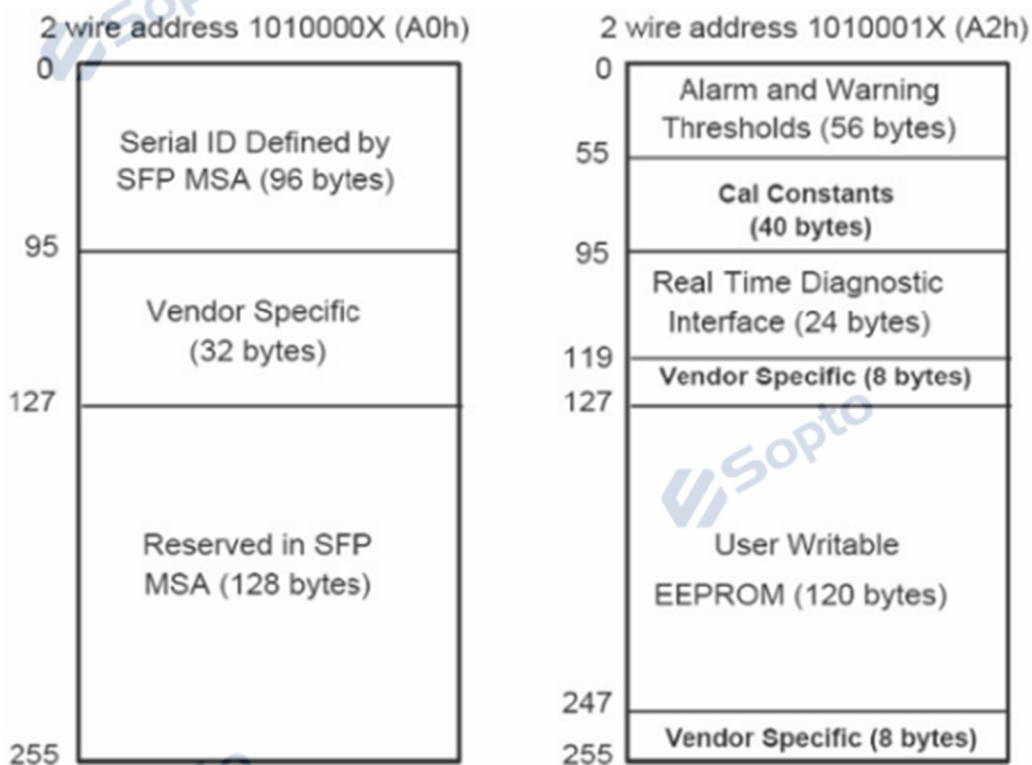 2 wire address 1010000X (A0h)
0
Serial ID Defined by
SFP MSA (96 bytes)
95
Vendor Specific
(32 bytes)
127
Reserved in SFP
MSA (128 bytes)
255
2 wire address 1010001X (A2h)
0
Alarm and Warning
Thresholds (56 bytes)
55
Cal Constants
(40 bytes)
95
Real Time Diagnostic
Interface (24 bytes)
119
Vendor Specific (8 bytes)
127
Sopto
User Writable
EEPROM (120 bytes)
247
Vendor Specific (8 bytes)
255